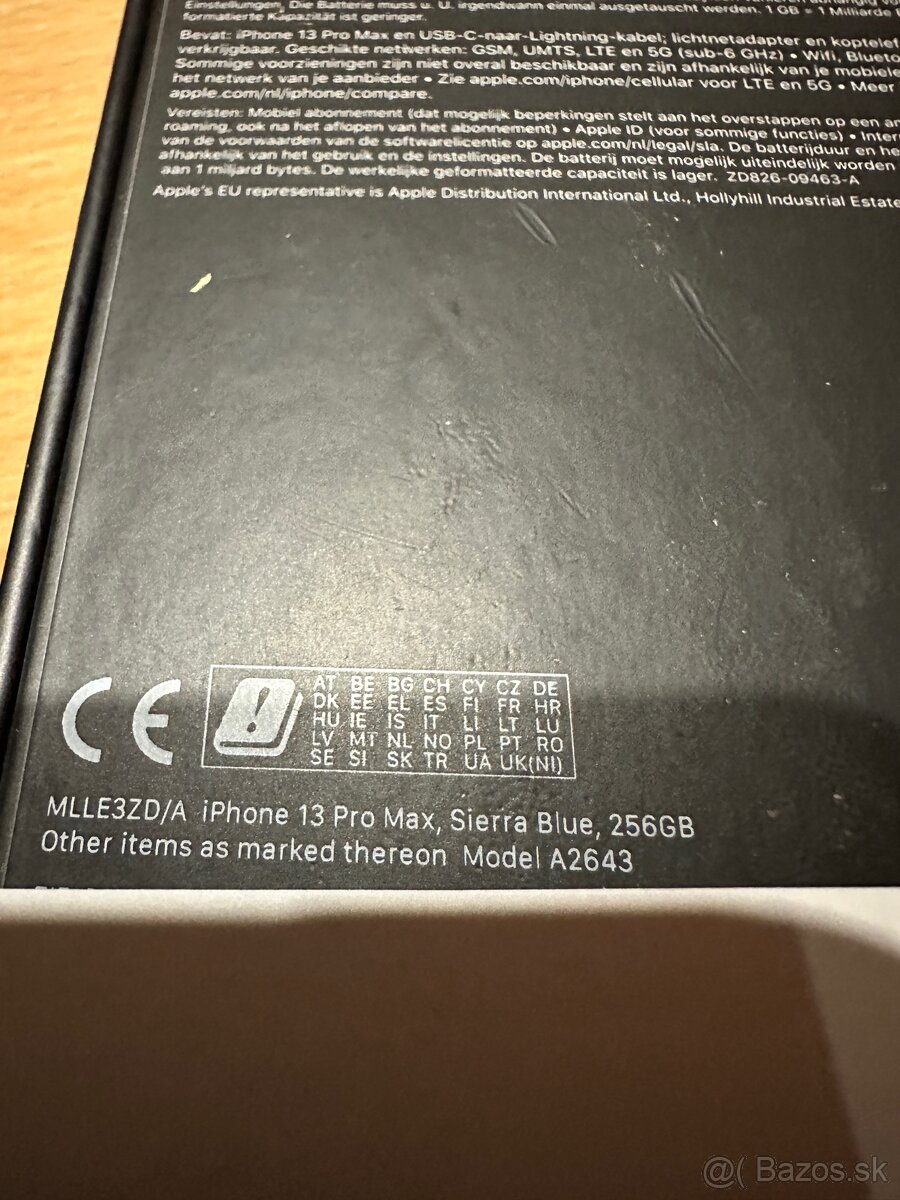 Einstellungen. Die Batterie muss u. U. irgendwann einmal ausgetauscht werden. 1 GB = 1 Milliarde
formatierte Kapazität ist geringer.
Bevat: iPhone 13 Pro Max en USB-C-naar-Lightning-kabel; lichtnetadapter en koptelef
verkrijgbaar. Geschikte netwerken: GSM, UMTS, LTE en 5G (sub-6 GHz) • Wifi, Blueto
Sommige voorzieningen zijn niet overal beschikbaar en zijn afhankelijk van je mobiele
het netwerk van je aanbieder • Zie apple.com/iphone/cellular voor LTE en 5G • Meer
apple.com/nl/iphone/compare.
Vereisten: Mobiel abonnement (dat mogelijk beperkingen stelt aan het overstappen op een an
roaming, ook na het aflopen van het abonnement) • Apple ID (voor sommige functies) • Inter
van de voorwaarden van de softwarelicentie op apple.com/nl/legal/sla. De batterijduur en he
afhankelijk van het gebruik en de instellingen. De batterij moet mogelijk uiteindelijk worden
aan 1 miljard bytes. De werkelijke geformatteerde capaciteit is lager. ZD826-09463-A
Apple's EU representative is Apple Distribution International Ltd., Hollyhill Industrial Estate
CE
AT BE BG CH CY CZ DE
DK EE EL ES FI FR HR
HU IE IS IT LI LT LU
LV MT NL NO PL PT RO
SE SI SK TR UA UK(NI)
MLLE3ZD/A iPhone 13 Pro Max, Sierra Blue, 256GB
Other items as marked thereon Model A2643
@( Bazos.sk